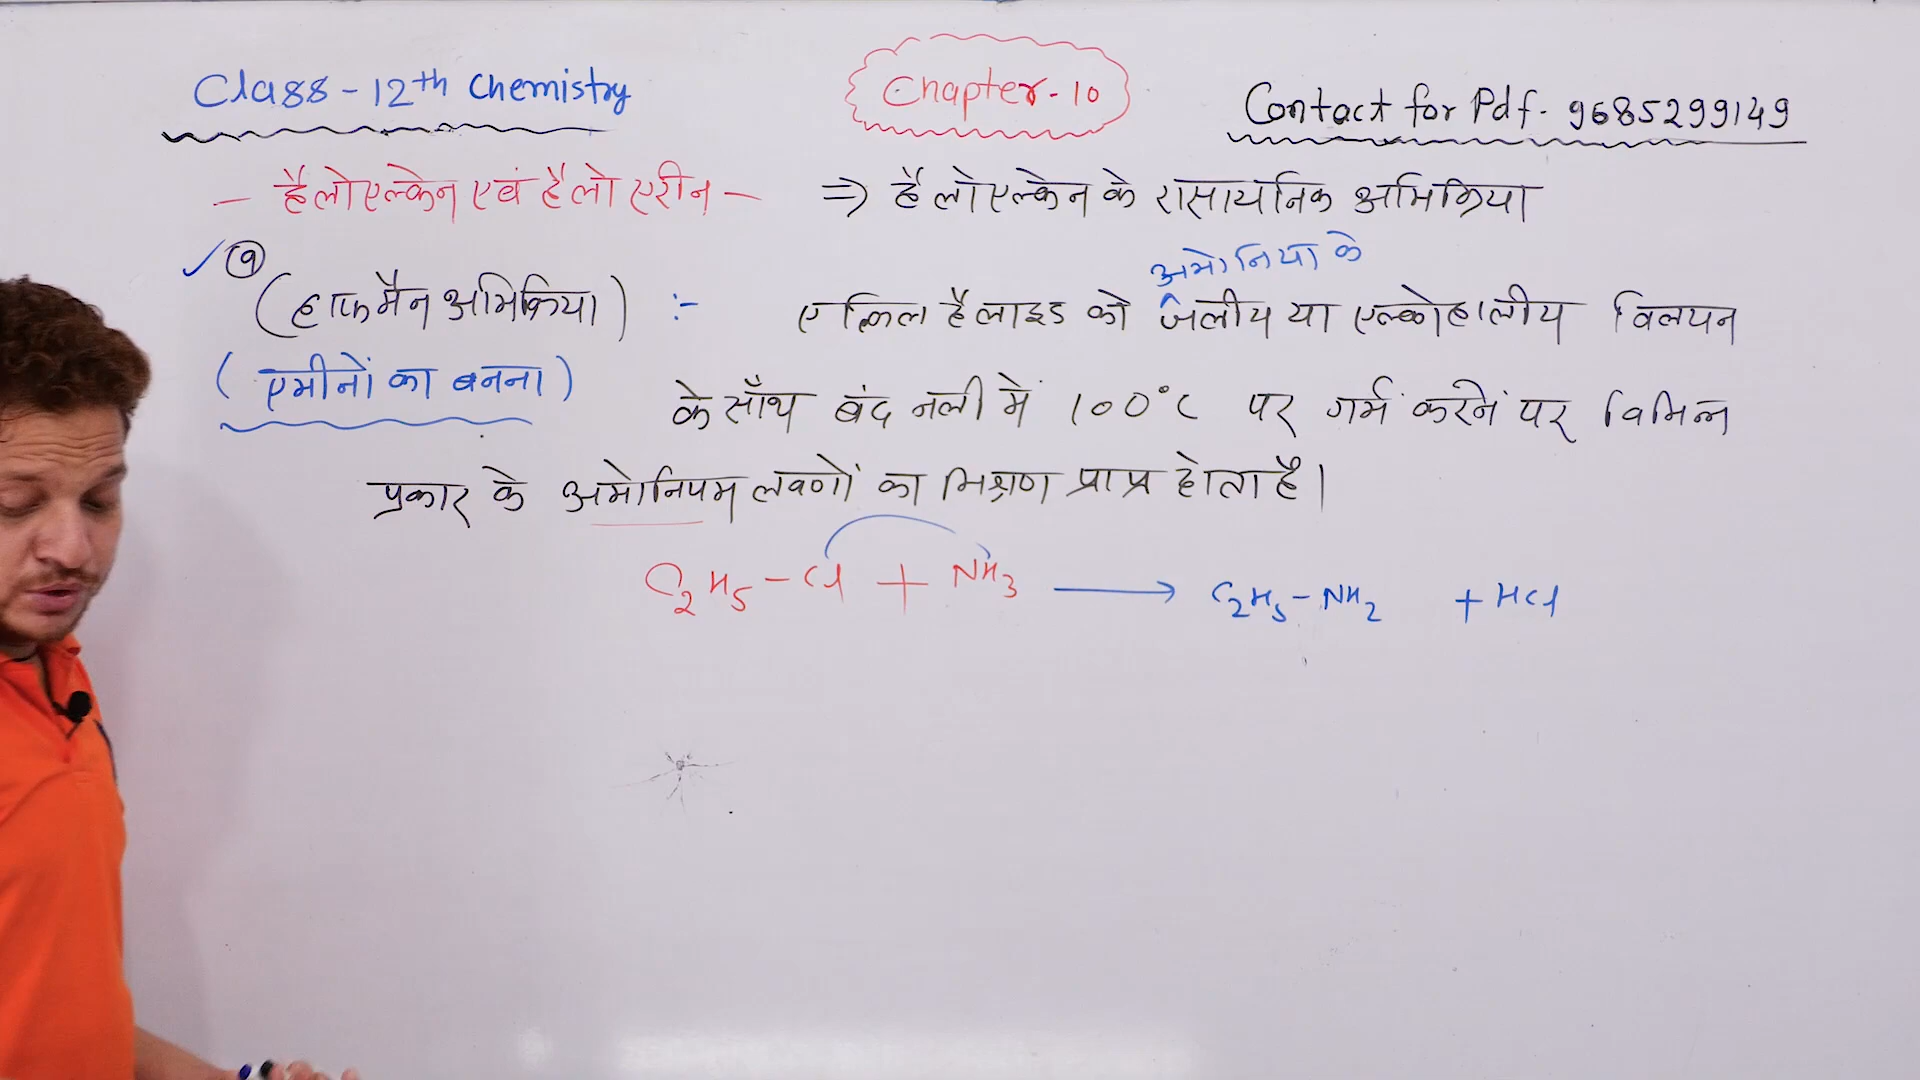 Class - 12th Chemistry
Chapter - 10
Contact for Pdf - 9685299149
- हैलोएल्केन एवं हैलो एरीन -
⇒ हैलोएल्केन के रासायनिक अभिक्रिया
✓ ⑨
(हाफमैन अभिक्रिया) :-
अमोनिया के
एल्किल हैलाइड को जलीय या एल्कोहालीय विलयन
(एमीनों का बनना)
के साँथ बंद नली में 100°C पर गर्म करनें पर विभिन्न
प्रकार के अमोनियम लवणों का मिश्रण प्राप्त होता है।
C₂H₅ - Cl + NH₃ ⟶ C₂H₅ - NH₂ + HCl